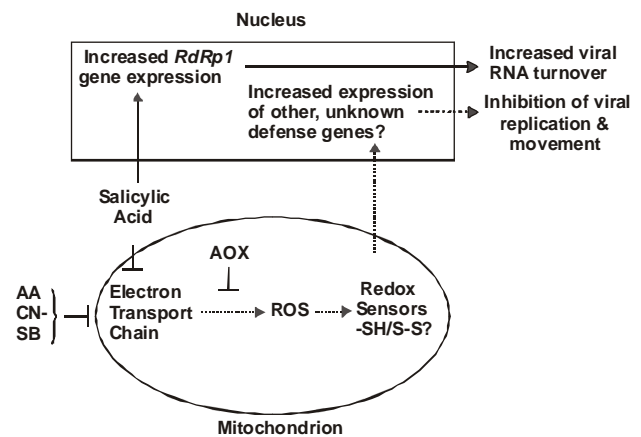 Nucleus
Increased RdRp1
gene expression
Increased viral
RNA turnover
Increased expression
of other, unknown
defense genes?
Inhibition of viral
replication &
movement
Salicylic
Acid
AOX
AA
CN-
SB
Electron
Transport
Chain
ROS
Redox
Sensors
-SH/S-S?
Mitochondrion